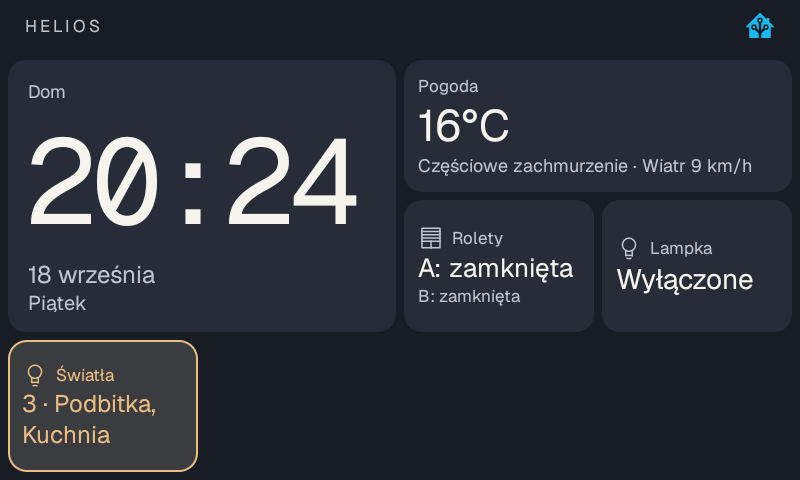 HELIOS
Dom
20:24
18 września
Piątek
Pogoda
16°C
Częściowe zachmurzenie · Wiatr 9 km/h
Rolety
A: zamknięta
B: zamknięta
Lampka
Wyłączone
Światła
3 · Podbitka,
Kuchnia